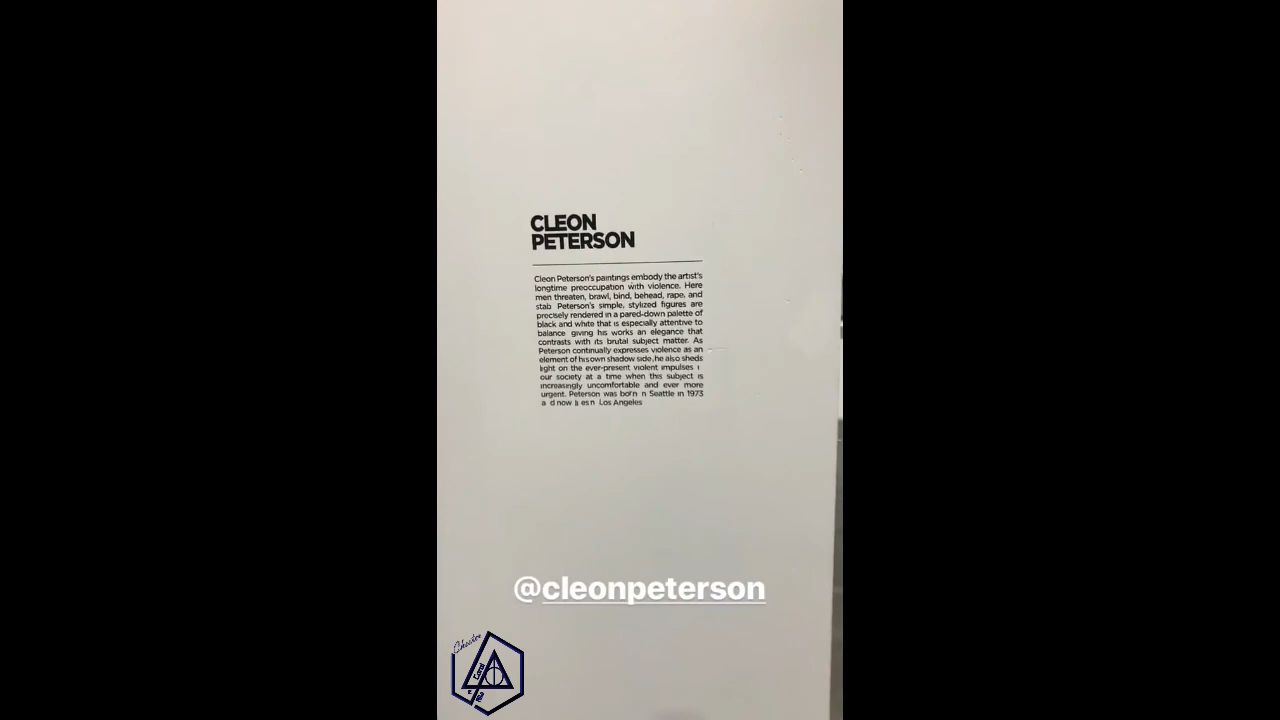 CLEON
PETERSON
Cleon Peterson's paintings embody the artist's
longtime preoccupation with violence. Here
men threaten, brawl, bind, behead, rape, and
stab Peterson's simple, stylized figures are
precisely rendered in a pared-down palette of
black and white that is especially attentive to
balance giving his works an elegance that
contrasts with its brutal subject matter. As
Peterson continually expresses violence as an
element of his own shadow side, he also sheds
light on the ever-present violent impulses i
our society at a time when this subject is
increasingly uncomfortable and ever more
urgent. Peterson was born n Seattle in 1973
a d now li es n Los Angeles
@cleonpeterson